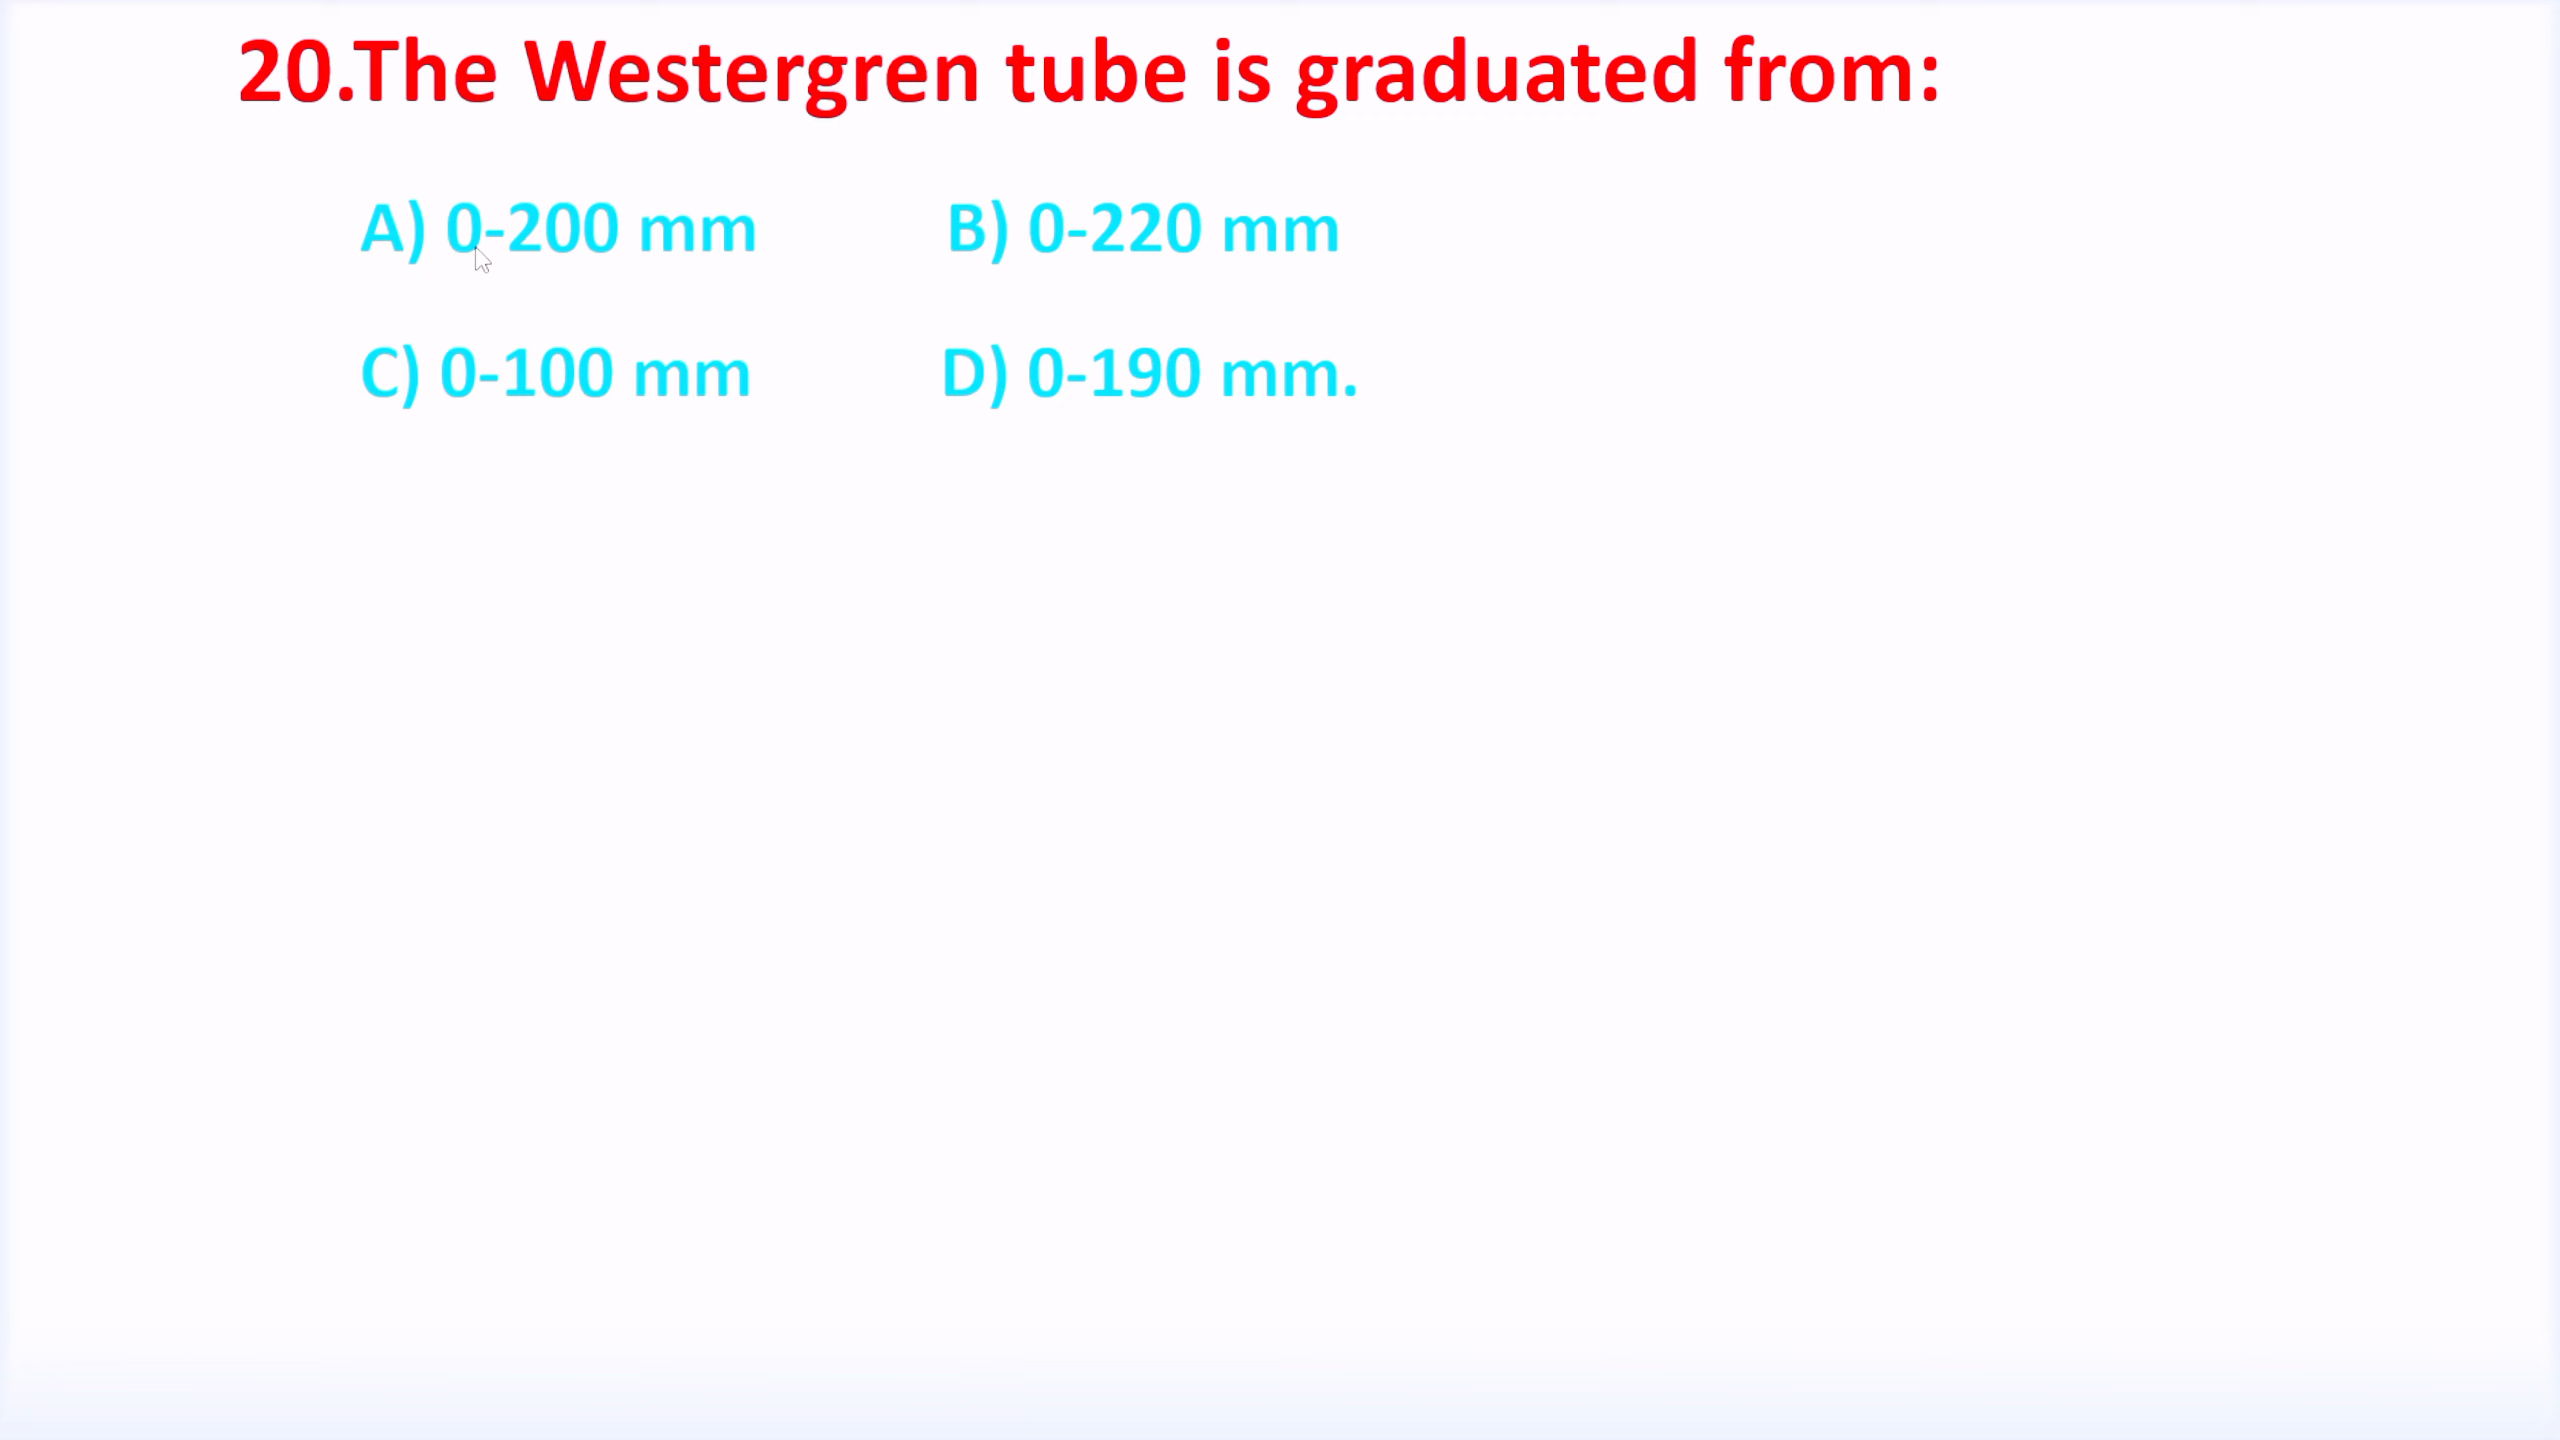 20.The Westergren tube is graduated from:
A) 0-200 mm B) 0-220 mm
C) 0-100 mm D) 0-190 mm.